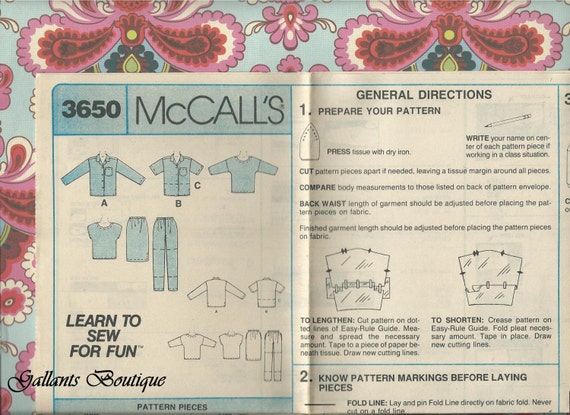 3650 McCALL'S
A
B
C
A
B
LEARN TO
SEW
FOR FUN™
PATTERN PIECES
GENERAL DIRECTIONS
1. PREPARE YOUR PATTERN
PRESS tissue with dry iron.
WRITE your name on cen-
ter of each pattern piece if
working in a class situation.
CUT pattern pieces apart if needed, leaving a tissue margin around all pieces.
COMPARE body measurements to those listed on back of pattern envelope.
BACK WAIST length of garment should be adjusted before placing the pat-
tern pieces on fabric.
Finished garment length should be adjusted before placing pattern pieces
on fabric.
TO LENGTHEN: Cut pattern on dot-
ted lines of Easy-Rule Guide. Mea-
sure and spread the necessary
amount. Tape to a piece of paper be-
neath tissue. Draw new cutting lines.
TO SHORTEN: Crease pattern on
Easy-Rule Guide. Fold pleat neces-
sary amount. Tape in place. Draw
new cutting lines.
2. KNOW PATTERN MARKINGS BEFORE LAYING
PIECES
FOLD LINE: Lay and pin Fold Line directly on fabric fold. Never
cut on a fold line.
3
Gallants Boutique